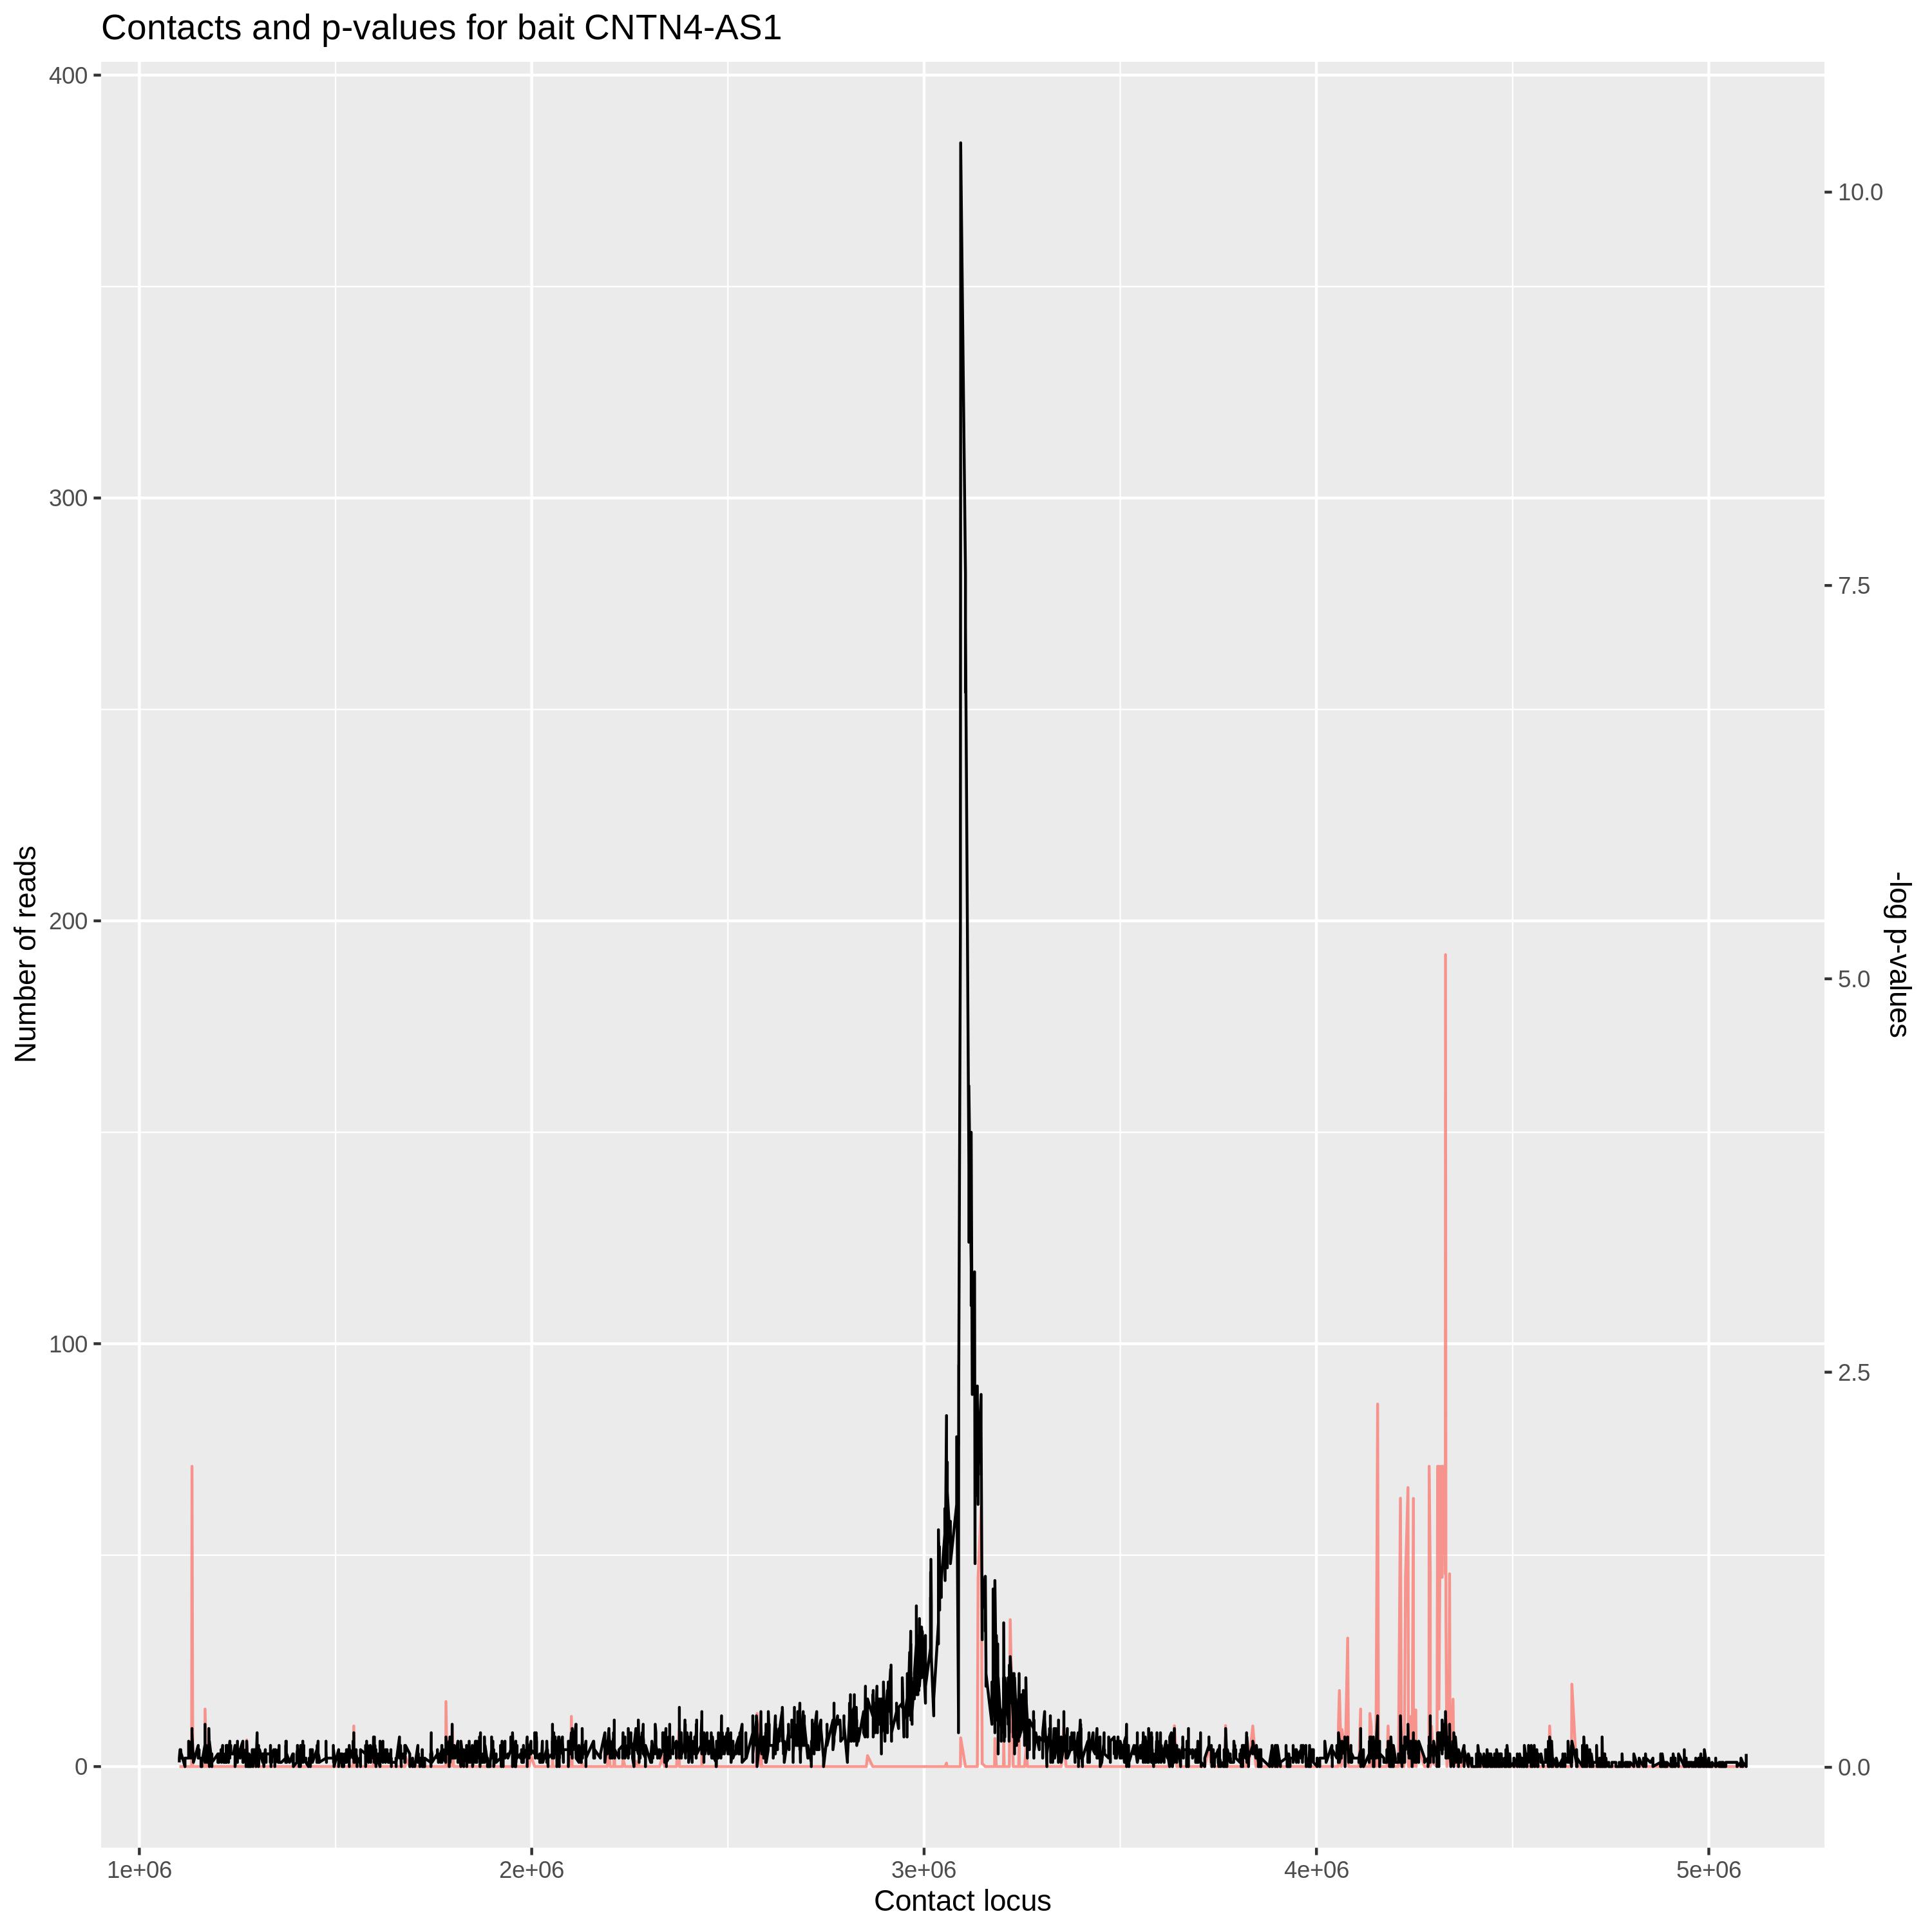 Contacts and p-values for bait CNTN4-AS1
400
300
200
100
0
Number of reads
10.0
7.5
5.0
2.5
0.0
-log p-values
1e+06
2e+06
3e+06
4e+06
5e+06
Contact locus